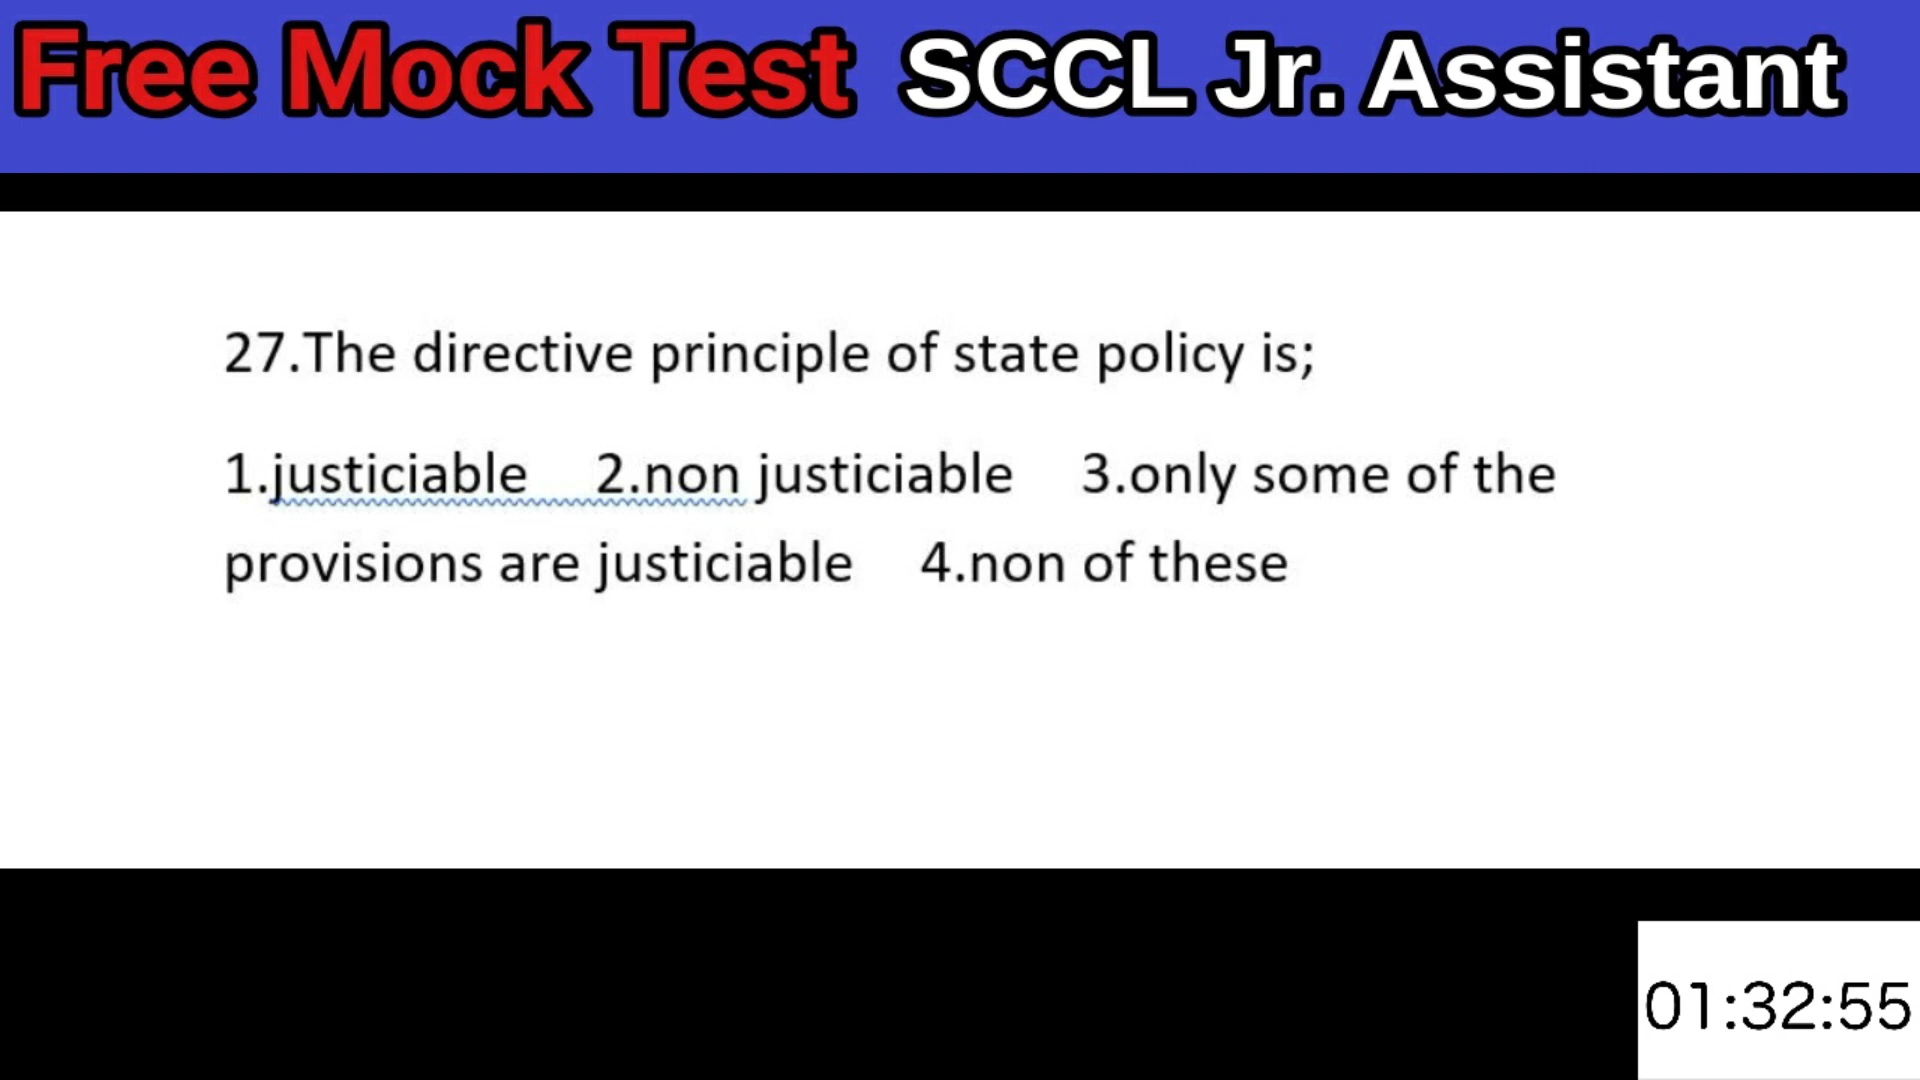 Free Mock Test SCCL Jr. Assistant
27.The directive principle of state policy is;
1.justiciable 2.non justiciable 3.only some of the
provisions are justiciable 4.non of these
01:32:55